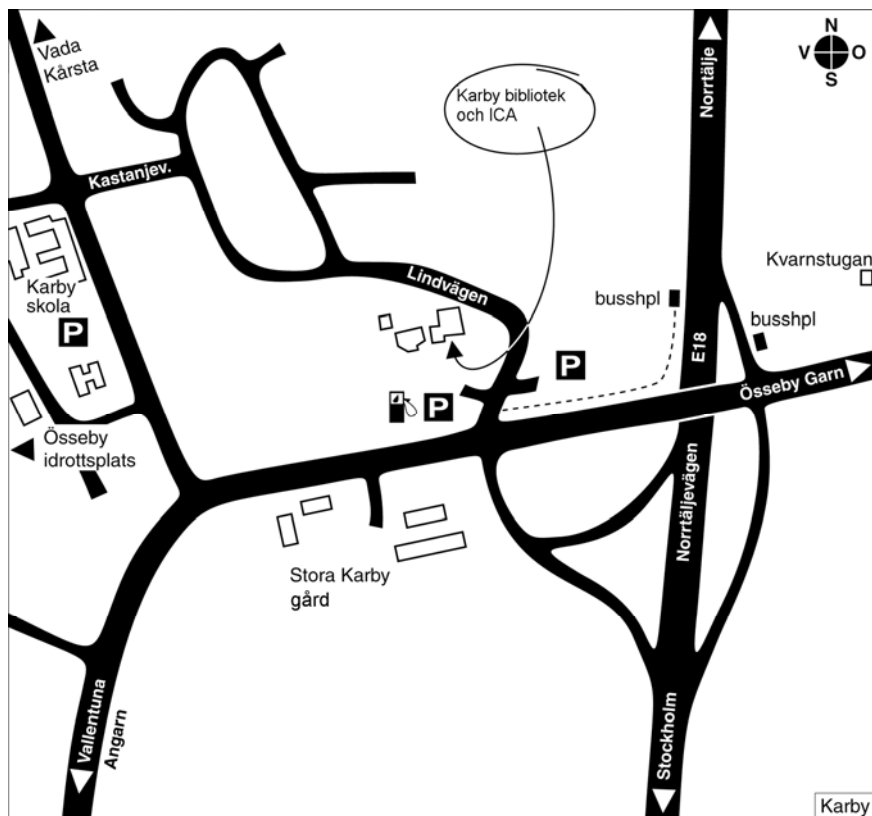 Vada
Kårsta
N
V O
S
Norrtälje
Karby bibliotek
och ICA
Kastanjev.
Karby
skola
P
Lindvägen
busshpl
Kvarnstugan
busshpl
E18
P
Össeby Garn
P
Össeby
idrottsplats
Norrtäljevägen
Stora Karby
gård
Vallentuna
Angarn
Stockholm
Karby